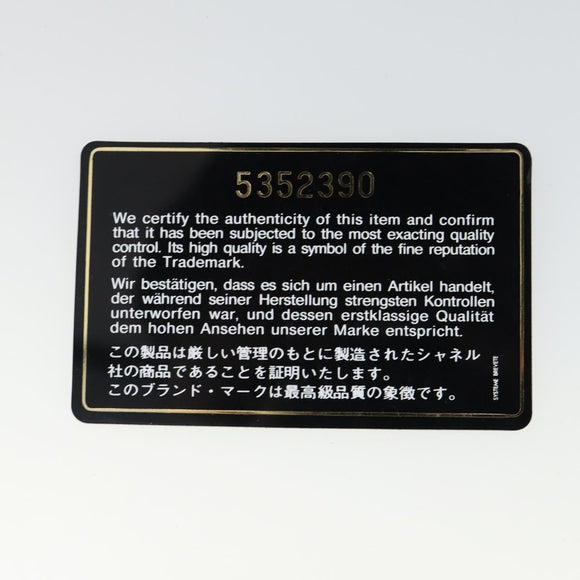 5352390
We certify the authenticity of this item and confirm
that it has been subjected to the most exacting quality
control. Its high quality is a symbol of the fine reputation
of the Trademark.
Wir bestätigen, dass es sich um einen Artikel handelt,
der während seiner Herstellung strengsten Kontrollen
unterworfen war, und dessen erstklassige Qualität
dem hohen Ansehen unserer Marke entspricht.
この製品は厳しい管理のもとに製造されたシャネル
社の商品であることを証明いたします。
このブランド・マークは最高級品質の象徴です。
SYSTEME BREVETE